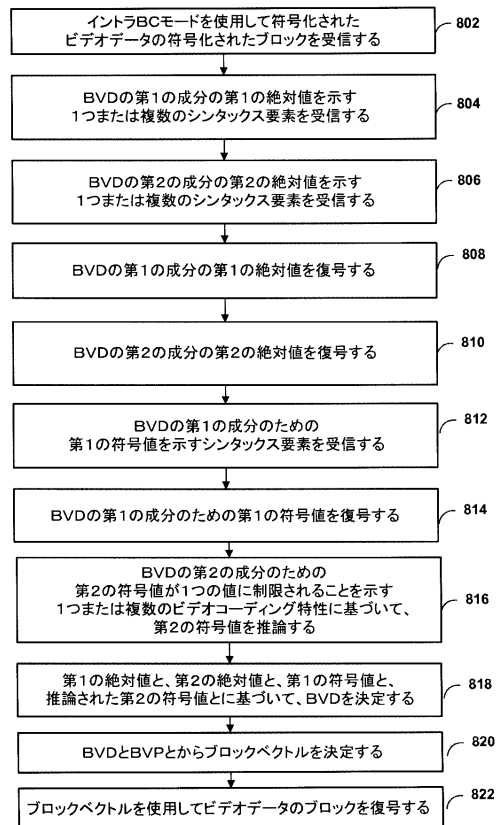 イントラBCモードを使用して符号化された
ビデオデータの符号化されたブロックを受信する
802
BVDの第1の成分の第1の絶対値を示す
1つまたは複数のシンタックス要素を受信する
804
BVDの第2の成分の第2の絶対値を示す
1つまたは複数のシンタックス要素を受信する
806
BVDの第1の成分の第1の絶対値を復号する
808
BVDの第2の成分の第2の絶対値を復号する
810
BVDの第1の成分のための
第1の符号値を示すシンタックス要素を受信する
812
BVDの第1の成分のための第1の符号値を復号する
814
BVDの第2の成分のための
第2の符号値が1つの値に制限されることを示す
1つまたは複数のビデオコーディング特性に基づいて、
第2の符号値を推論する
816
第1の絶対値と、第2の絶対値と、第1の符号値と、
推論された第2の符号値とに基づいて、BVDを決定する
818
BVDとBVPとからブロックベクトルを決定する
820
ブロックベクトルを使用してビデオデータのブロックを復号する
822